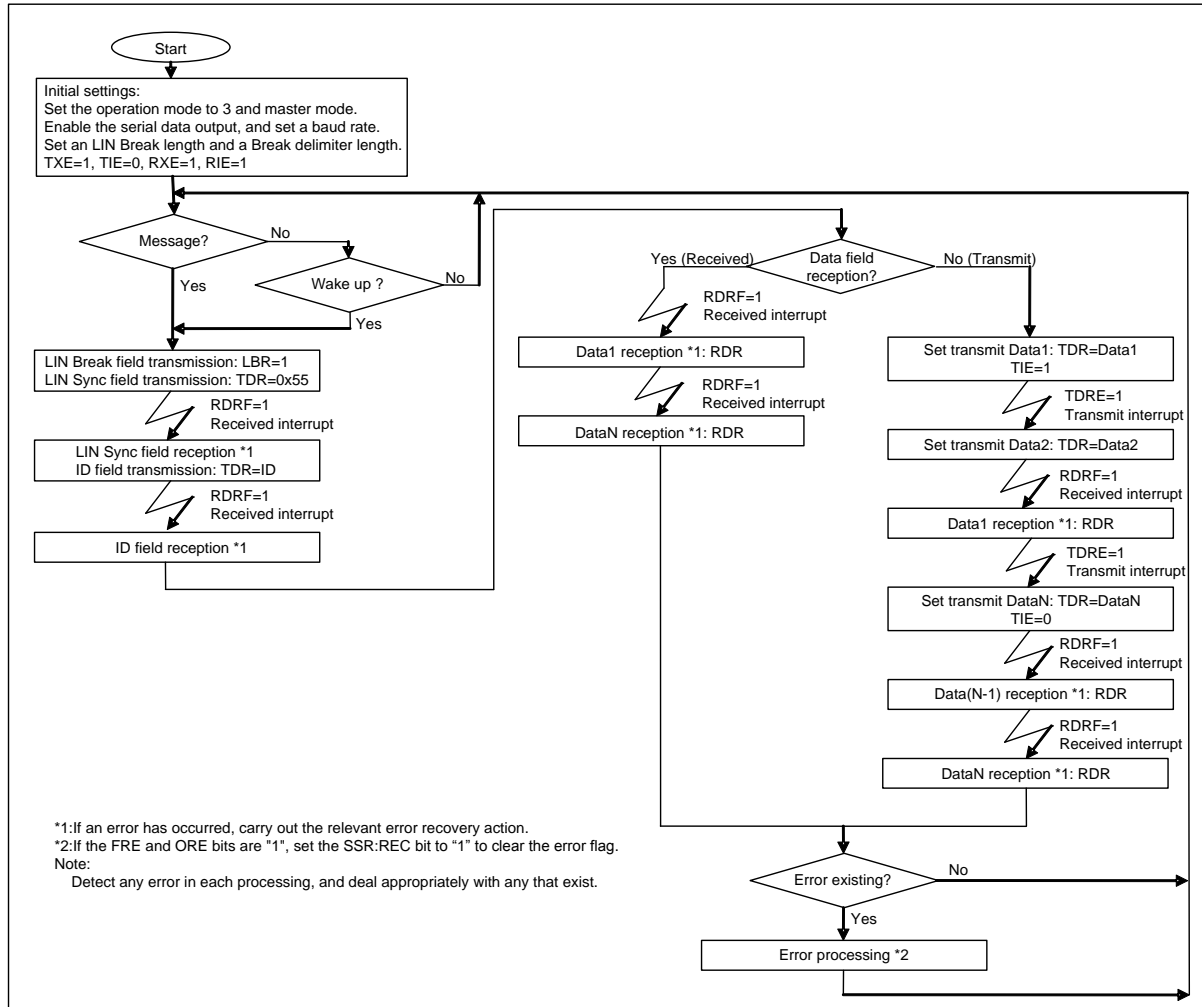 Start
Initial settings:
Set the operation mode to 3 and master mode.
Enable the serial data output, and set a baud rate.
Set an LIN Break length and a Break delimiter length.
TXE=1, TIE=0, RXE=1, RIE=1
Message?
No
Wake up ?
No
Yes
Yes
LIN Break field transmission: LBR=1
LIN Sync field transmission: TDR=0x55
RDRF=1
Received interrupt
LIN Sync field reception *1
ID field transmission: TDR=ID
RDRF=1
Received interrupt
ID field reception *1
Data field
reception?
Yes (Received)
No (Transmit)
RDRF=1
Received interrupt
Data1 reception *1: RDR
RDRF=1
Received interrupt
DataN reception *1: RDR
Set transmit Data1: TDR=Data1
TIE=1
TDRE=1
Transmit interrupt
Set transmit Data2: TDR=Data2
RDRF=1
Received interrupt
Data1 reception *1: RDR
TDRE=1
Transmit interrupt
Set transmit DataN: TDR=DataN
TIE=0
RDRF=1
Received interrupt
Data(N-1) reception *1: RDR
RDRF=1
Received interrupt
DataN reception *1: RDR
Error existing?
No
Yes
Error processing *2
*1:If an error has occurred, carry out the relevant error recovery action.
*2:If the FRE and ORE bits are "1", set the SSR:REC bit to “1” to clear the error flag.
Note:
Detect any error in each processing, and deal appropriately with any that exist.